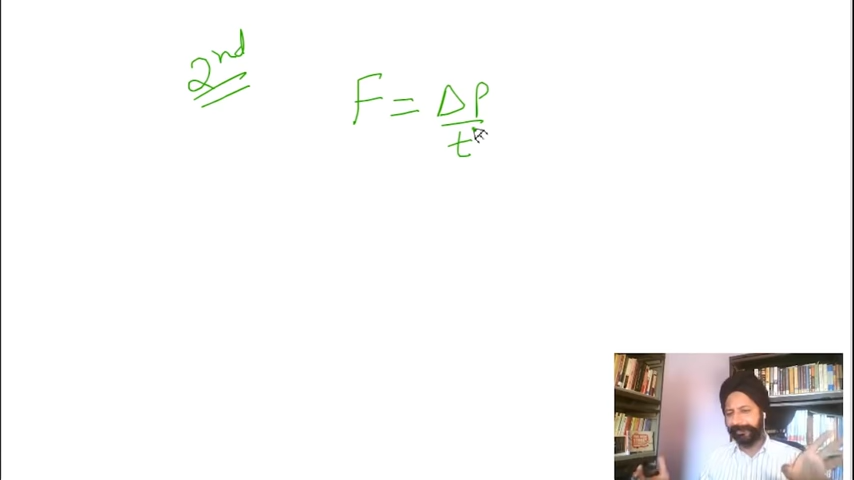 2nd
F = ΔP/t